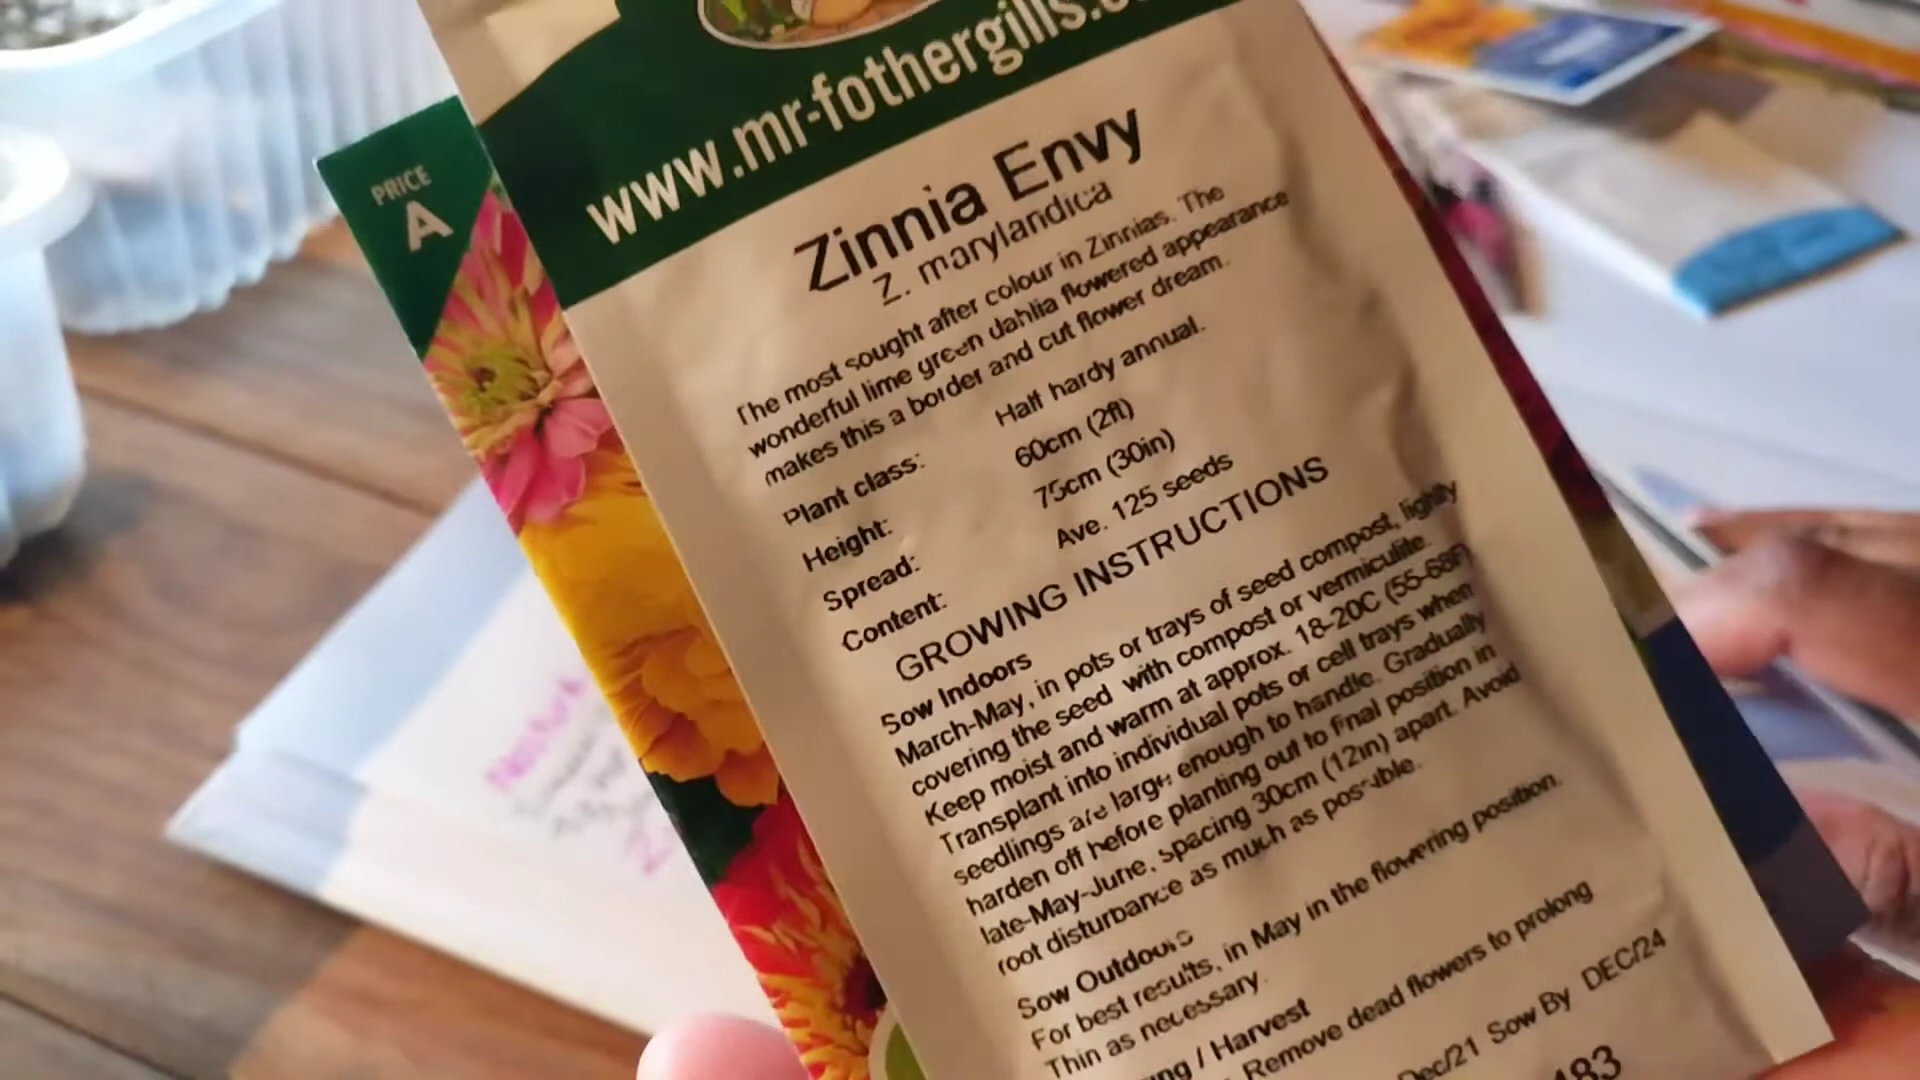 www.mr-fothergills.c
PRICE
A
Zinnia Envy
Z. marylandica
The most sought after colour in Zinnias. The
wonderful lime green dahlia flowered appearance
makes this a border and cut flower dream.
Plant class: Half hardy annual.
Height: 60cm (2ft)
Spread: 75cm (30in)
Content: Ave. 125 seeds
GROWING INSTRUCTIONS
Sow Indoors
March-May, in pots or trays of seed compost, lightly
covering the seed with compost or vermiculite.
Keep moist and warm at approx. 18-20C (55-68F)
Transplant into individual pots or cell trays when
seedlings are large enough to handle. Gradually
harden off before planting out to final position in
late-May-June, spacing 30cm (12in) apart. Avoid
root disturbance as much as possible.
Sow Outdoors
For best results, in May in the flowering position.
Thin as necessary.
ng / Harvest
Remove dead flowers to prolong
Dec/21 Sow By DEC/24
483